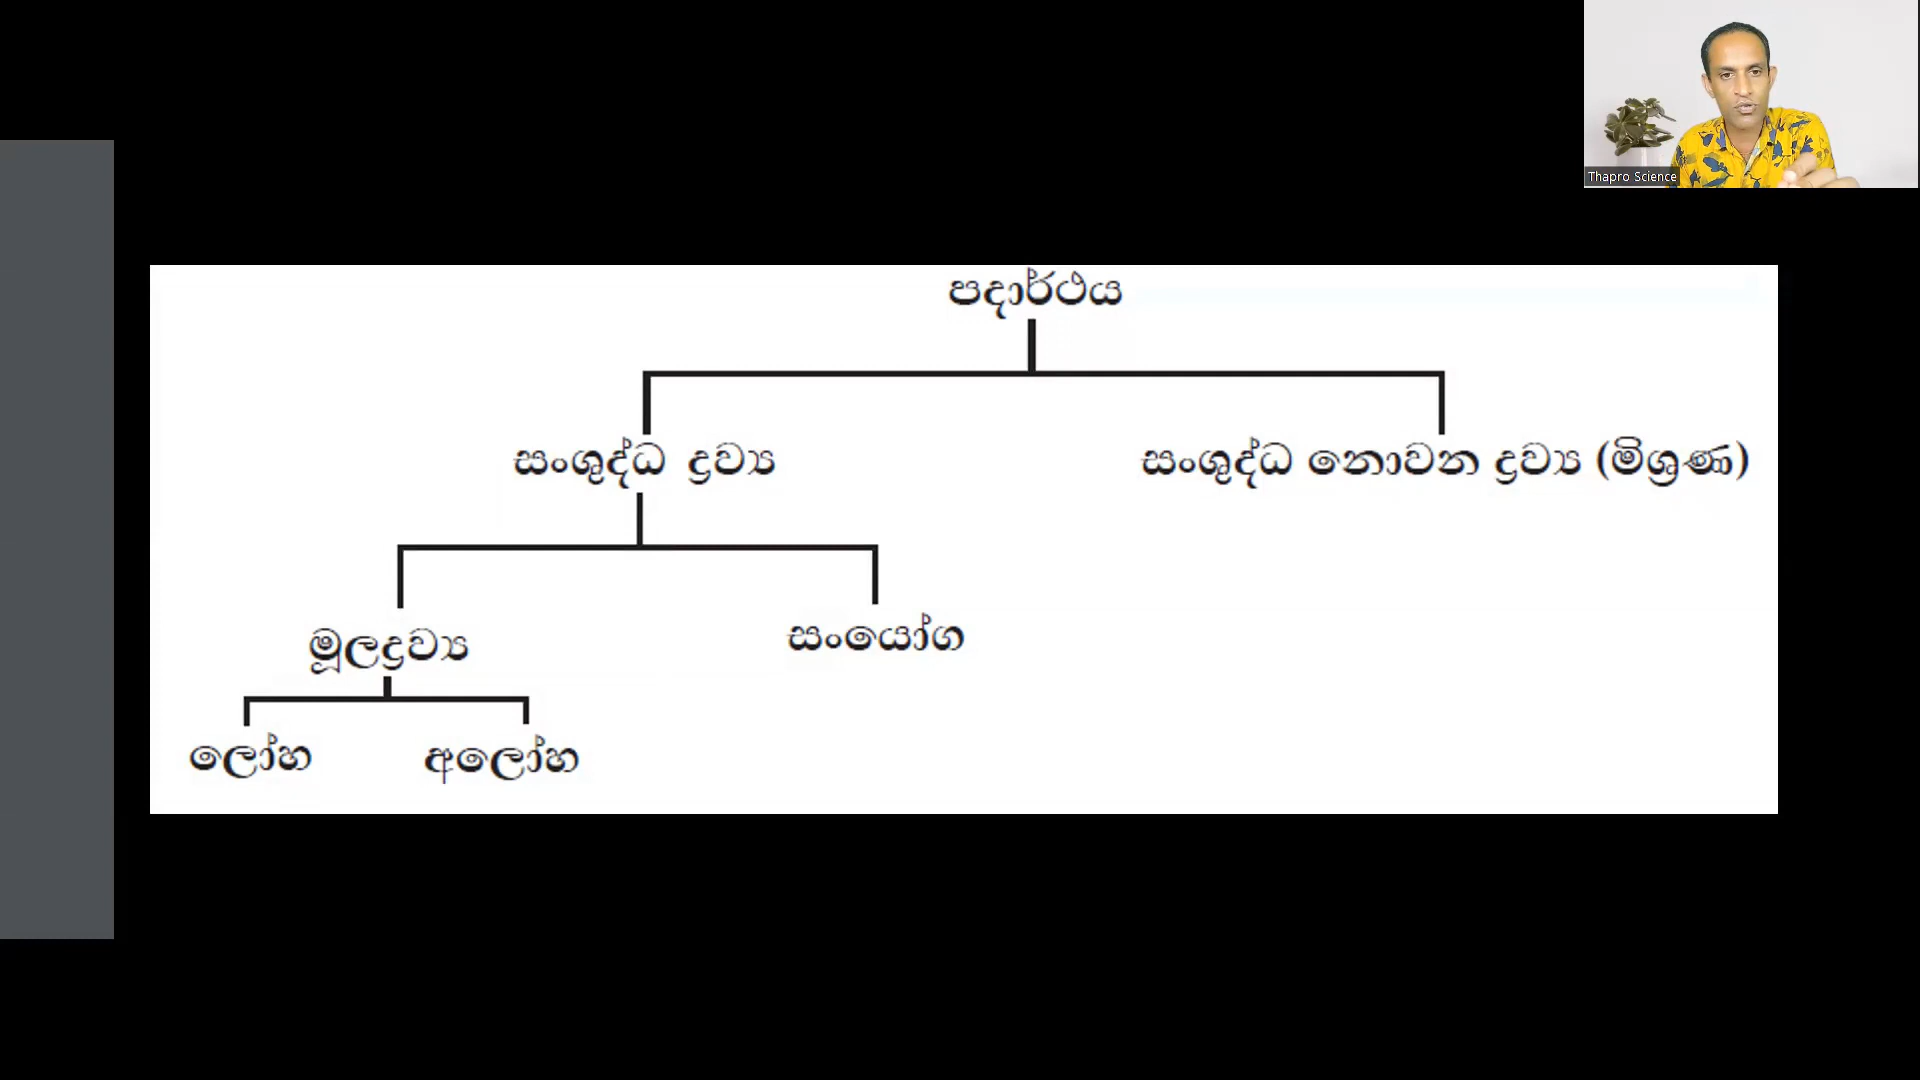 Thapro Science
පදාර්ථය
සංශුද්ධ ද්‍රව්‍ය
සංශුද්ධ නොවන ද්‍රව්‍ය (මිශ්‍රණ)
මූලද්‍රව්‍ය
සංයෝග
ලෝහ
අලෝහ